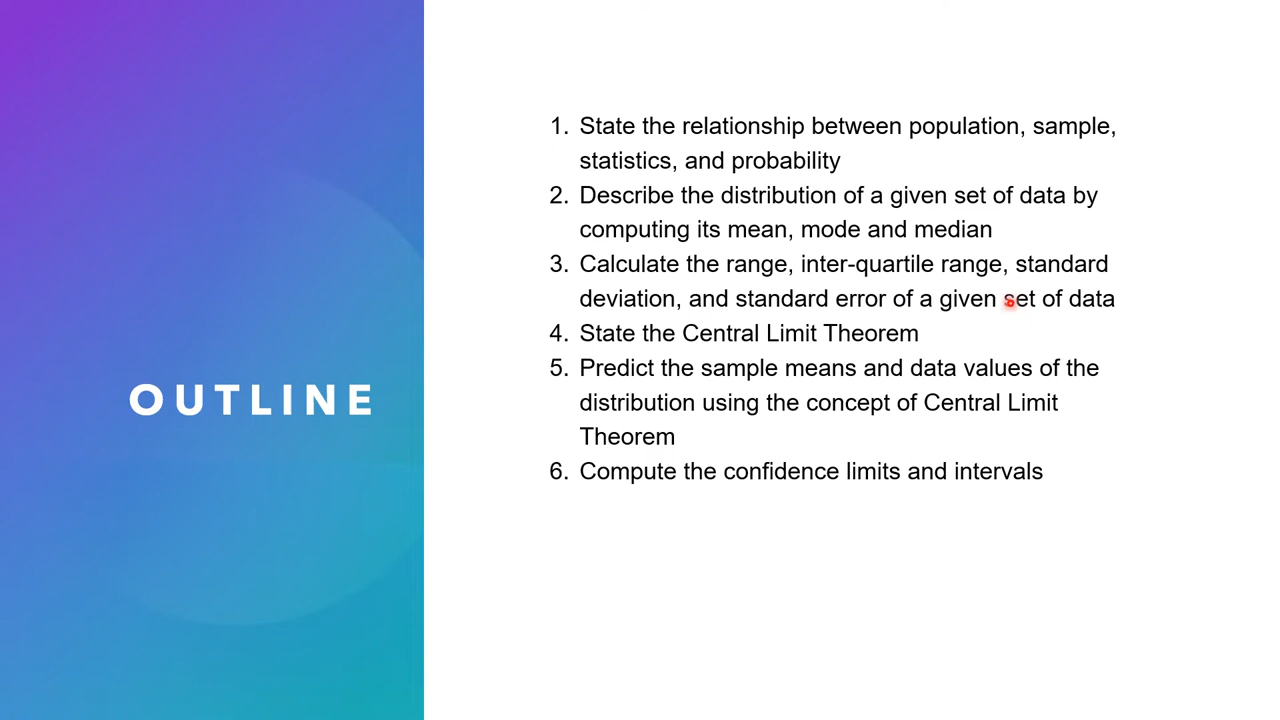 OUTLINE
1. State the relationship between population, sample,
statistics, and probability
2. Describe the distribution of a given set of data by
computing its mean, mode and median
3. Calculate the range, inter-quartile range, standard
deviation, and standard error of a given set of data
4. State the Central Limit Theorem
5. Predict the sample means and data values of the
distribution using the concept of Central Limit
Theorem
6. Compute the confidence limits and intervals